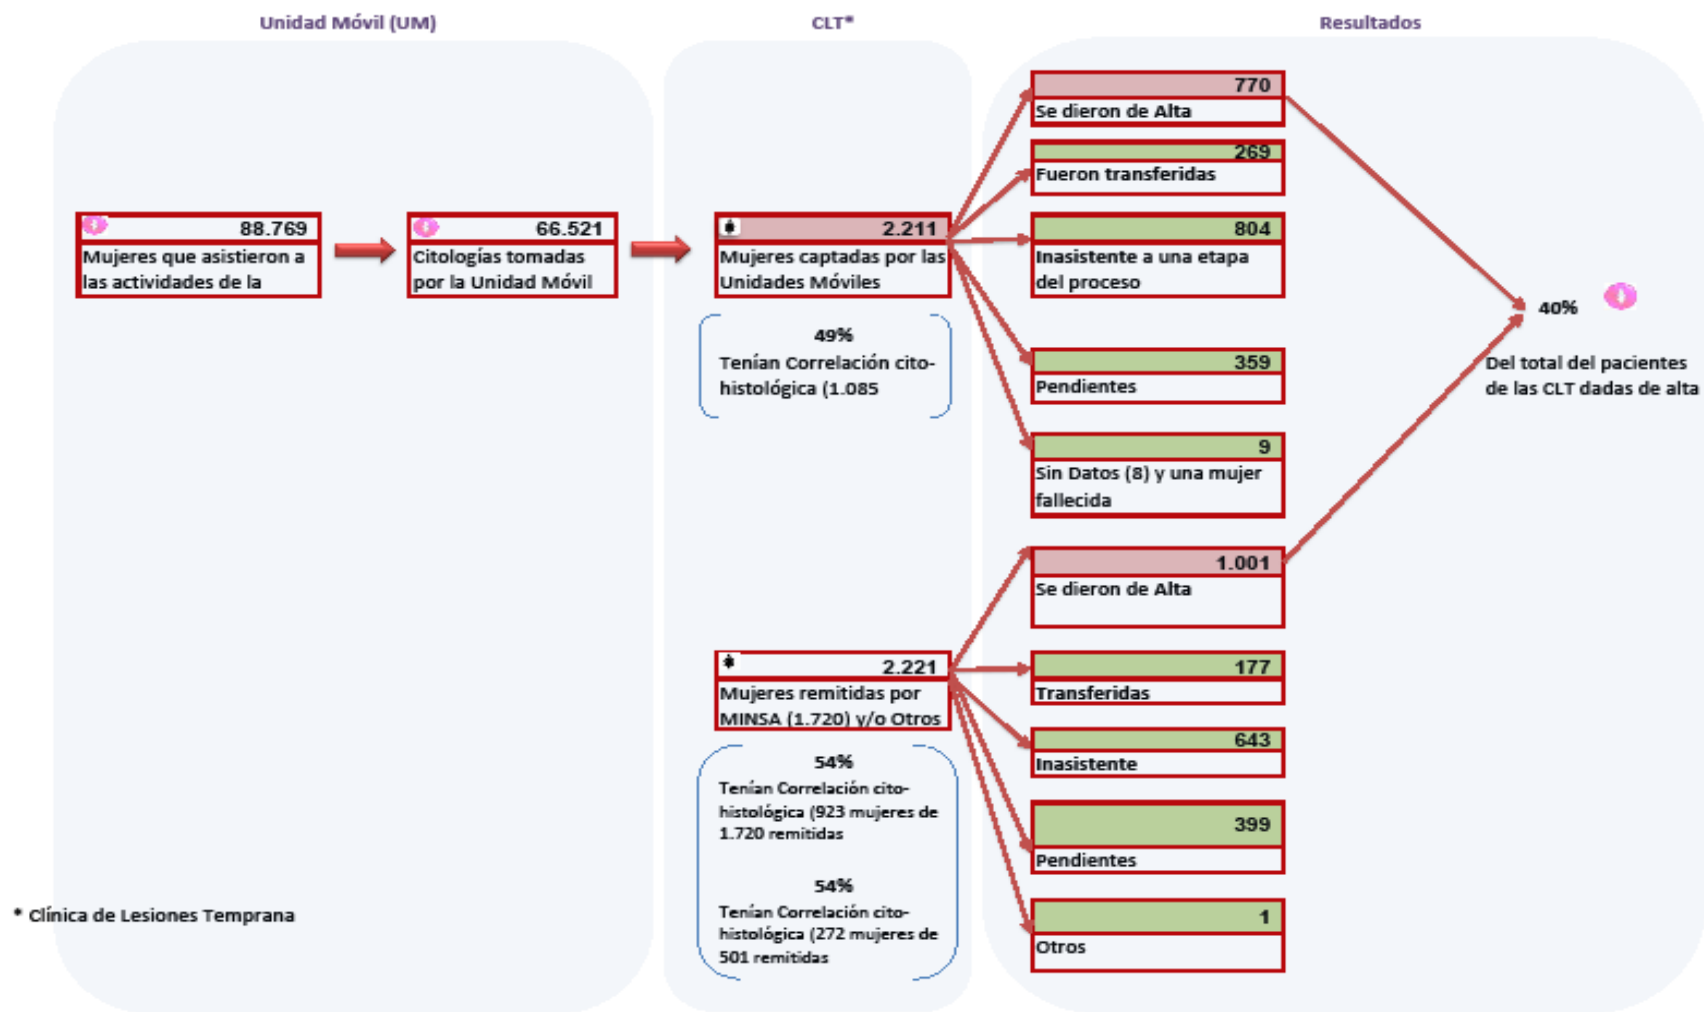 Unidad Móvil (UM)
CLT*
Resultados
88.769
Mujeres que asistieron a
las actividades de la
66.521
Citologías tomadas
por la Unidad Móvil
2.211
Mujeres captadas por las
Unidades Móviles
49%
Tenían Correlación cito-
histológica (1.085
770
Se dieron de Alta
269
Fueron transferidas
804
Inasistente a una etapa
del proceso
359
Pendientes
9
Sin Datos (8) y una mujer
fallecida
40%
Del total del pacientes
de las CLT dadas de alta
2.221
Mujeres remitidas por
MINSA (1.720) y/o Otros
54%
Tenían Correlación cito-
histológica (923 mujeres de
1.720 remitidas
54%
Tenían Correlación cito-
histológica (272 mujeres de
501 remitidas
1.001
Se dieron de Alta
177
Transferidas
643
Inasistente
399
Pendientes
1
Otros
* Clínica de Lesiones Temprana